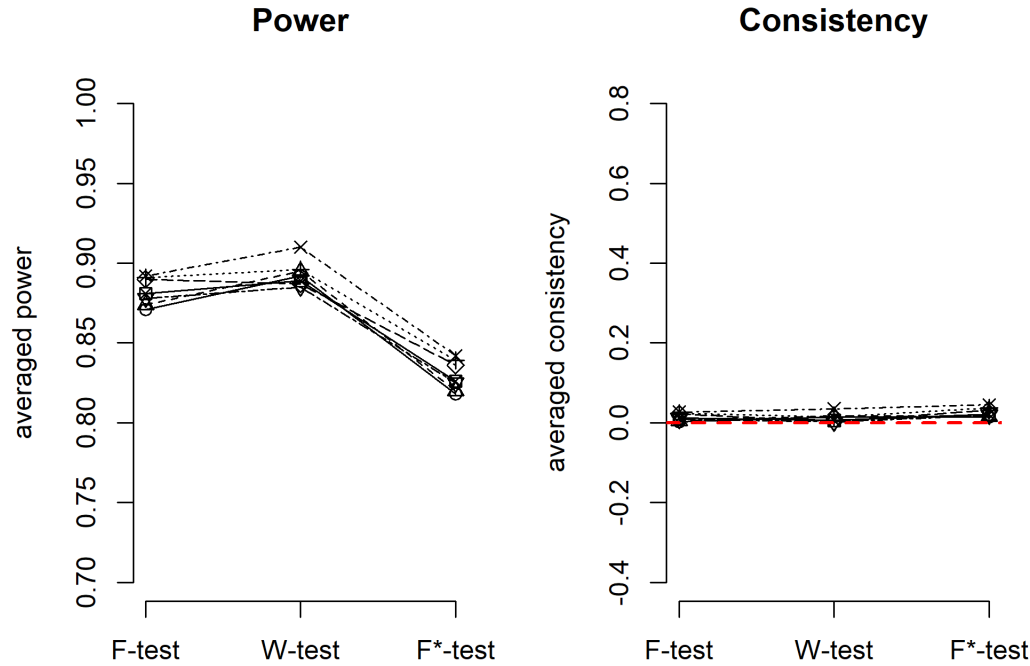 Power
averaged power
1.00
0.95
0.90
0.85
0.80
0.75
0.70
F-test
W-test
F*-test
Consistency
averaged consistency
0.8
0.6
0.4
0.2
0.0
-0.2
-0.4
F-test
W-test
F*-test